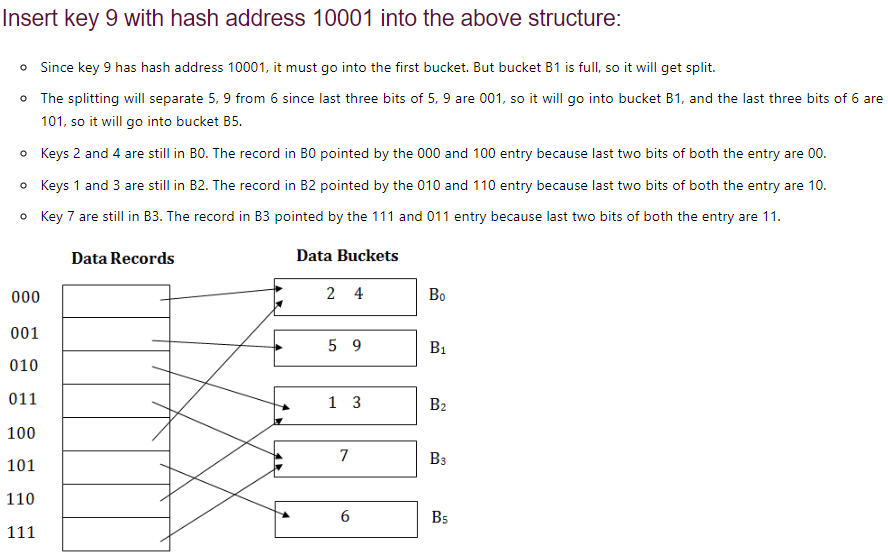 Insert key 9 with hash address 10001 into the above structure:
Since key 9 has hash address 10001, it must go into the first bucket. But bucket B1 is full, so it will get split.
The splitting will separate 5, 9 from 6 since last three bits of 5, 9 are 001, so it will go into bucket B1, and the last three bits of 6 are
101, so it will go into bucket B5.
Keys 2 and 4 are still in B0. The record in B0 pointed by the 000 and 100 entry because last two bits of both the entry are 00.
Keys 1 and 3 are still in B2. The record in B2 pointed by the 010 and 110 entry because last two bits of both the entry are 10.
Key 7 are still in B3. The record in B3 pointed by the 111 and 011 entry because last two bits of both the entry are 11.
Data Records
Data Buckets
000
2 4
B0
001
5 9
B1
010
011
1 3
B2
100
7
B3
101
110
6
B5
111